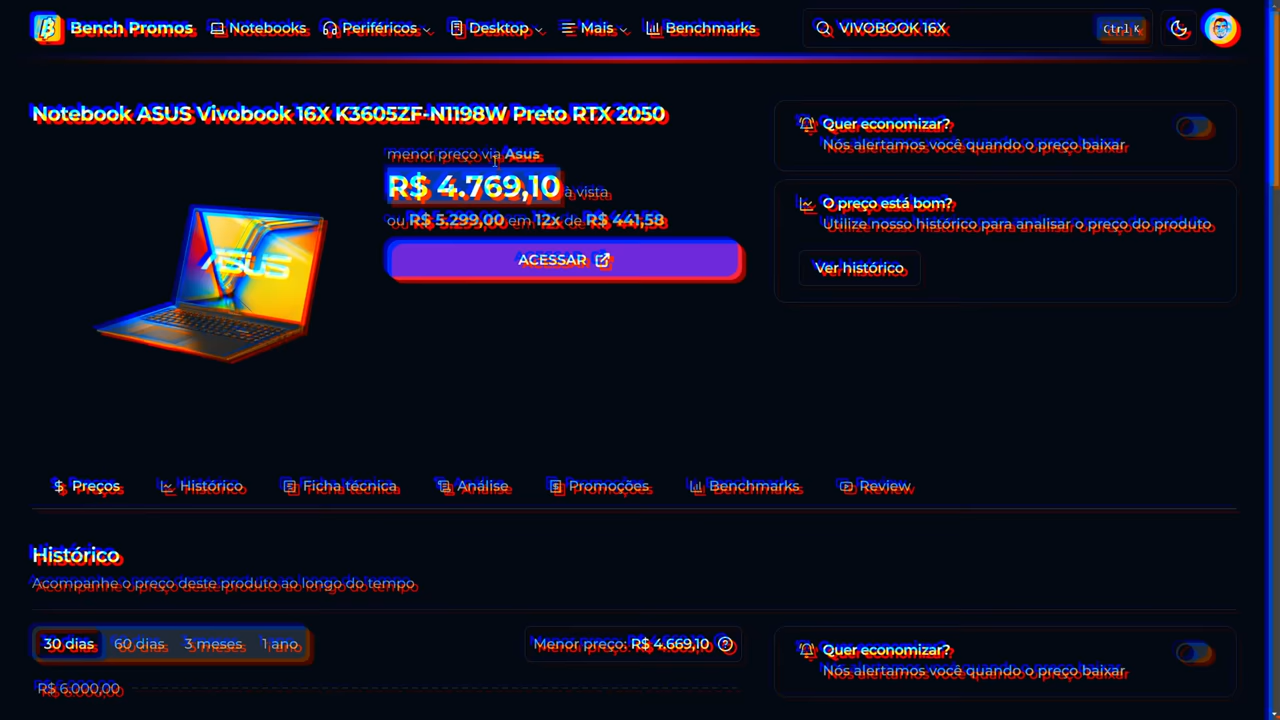 Bench Promos
Notebooks
Periféricos
Desktop
Mais
Benchmarks
VIVOBOOK 16X
Ctrl K
Notebook ASUS Vivobook 16X K3605ZF-N1198W Preto RTX 2050
menor preço via Asus
R$ 4.769,10 à vista
ou R$ 5.299,00 em 12x de R$ 441,58
ACESSAR
ASUS
Quer economizar?
Nós alertamos você quando o preço baixar
O preço está bom?
Utilize nosso histórico para analisar o preço do produto
Ver histórico
Preços
Histórico
Ficha técnica
Análise
Promoções
Benchmarks
Review
Histórico
Acompanhe o preço deste produto ao longo do tempo
30 dias
60 dias
3 meses
1 ano
Menor preço: R$ 4.669,10
Quer economizar?
Nós alertamos você quando o preço baixar
R$ 6.000,00